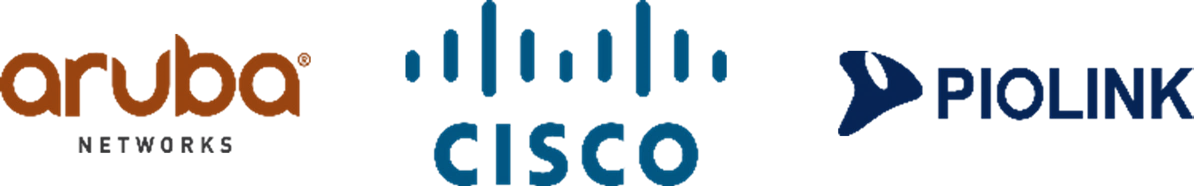 aruba®
NETWORKS
CISCO
PIOLINK